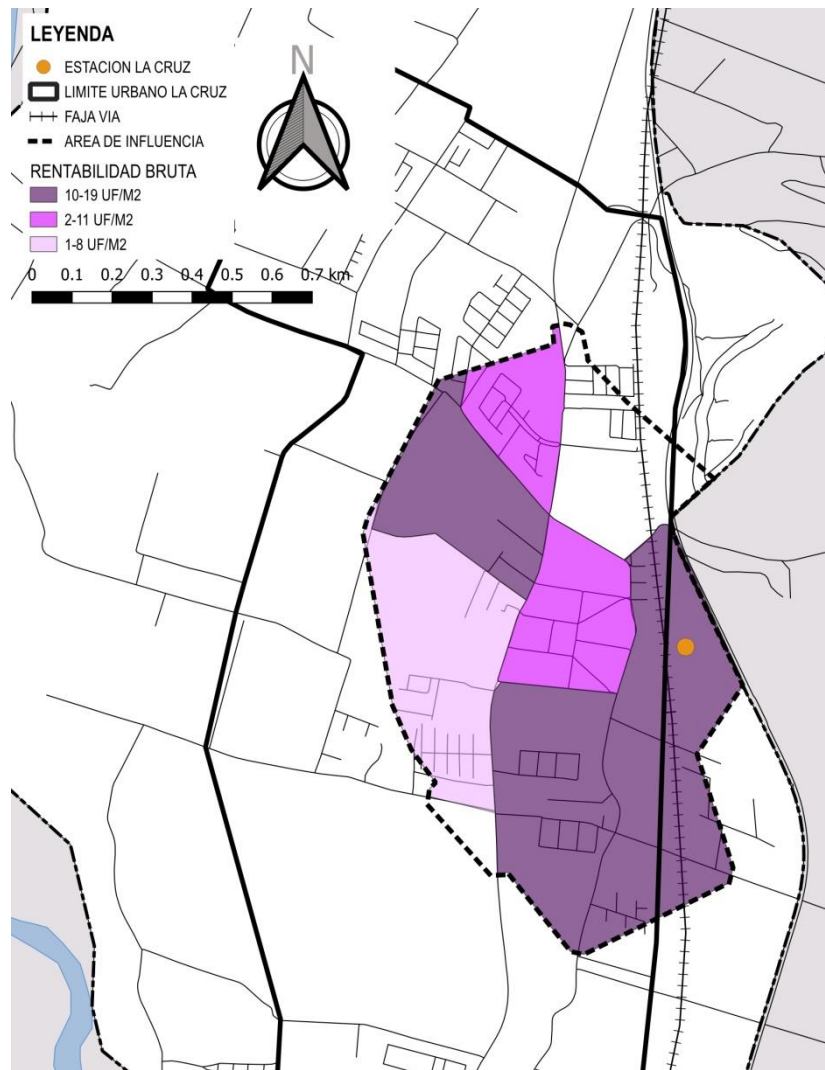 LEYENDA
ESTACION LA CRUZ
LIMITE URBANO LA CRUZ
FAJA VIA
AREA DE INFLUENCIA
RENTABILIDAD BRUTA
10-19 UF/M2
2-11 UF/M2
1-8 UF/M2
0 0.1 0.2 0.3 0.4 0.5 0.6 0.7 km
N